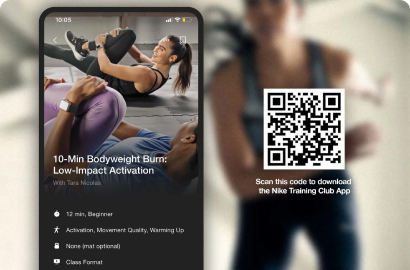 10:05
10-Min Bodyweight Burn:
Low-Impact Activation
With Tara Nicolas
12 min, Beginner
Activation, Movement Quality, Warming Up
None (mat optional)
Class Format
Scan this code to download
the Nike Training Club App